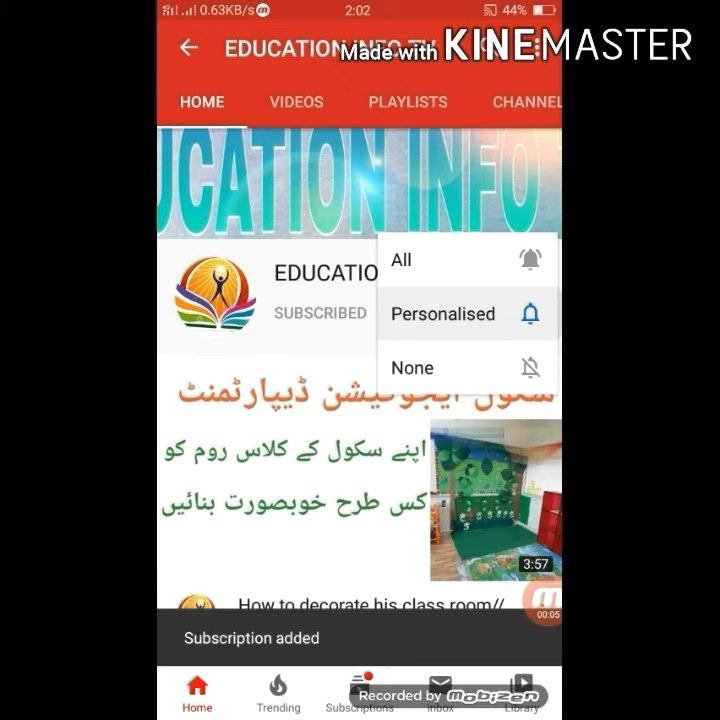 0.63KB/s 2:02 44%
EDUCATION INFO TV
Made with KINEMASTER
HOME VIDEOS PLAYLISTS CHANNEL
UCATION INFO
EDUCATIO
SUBSCRIBED
All
Personalised
None
سکول ایجوکیشن ڈیپارٹمنٹ
اپنے سکول کے کلاس روم کو
کس طرح خوبصورت بنائیں
3:57
How to decorate his class room//
00:05
Subscription added
Recorded by mobizen
Home Trending Subscriptions Inbox Library